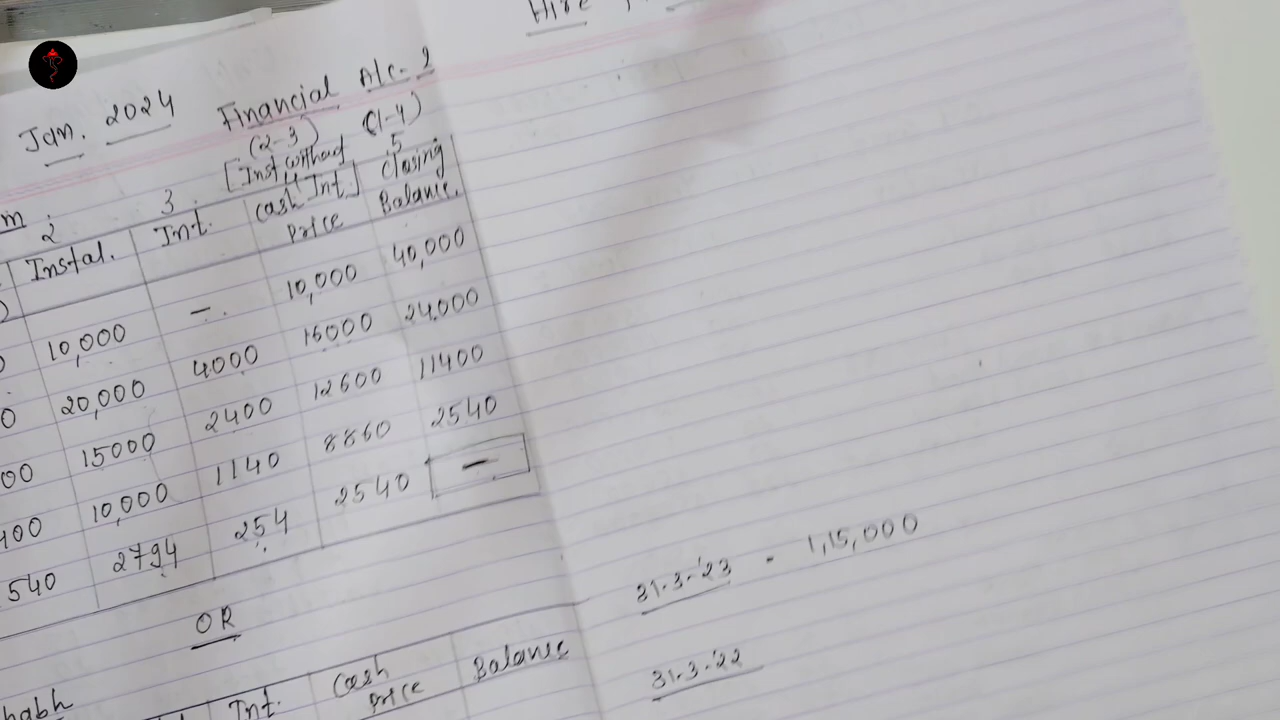 Hire
Jan. 2024 Financial A/c-2
(2-3) (1-4)
2 3 [Inst. without Int.] 5
Instal. Int. Cash Price Closing Balance.
10,000 —. 10,000 40,000
20,000 4000 16000 24,000
15000 2400 12600 11400
10,000 1140 8860 2540
540 2794 254 2540 —
OR
31.3.'23 - 1,15,000
31.3.'22
Int. Cash Price Balance